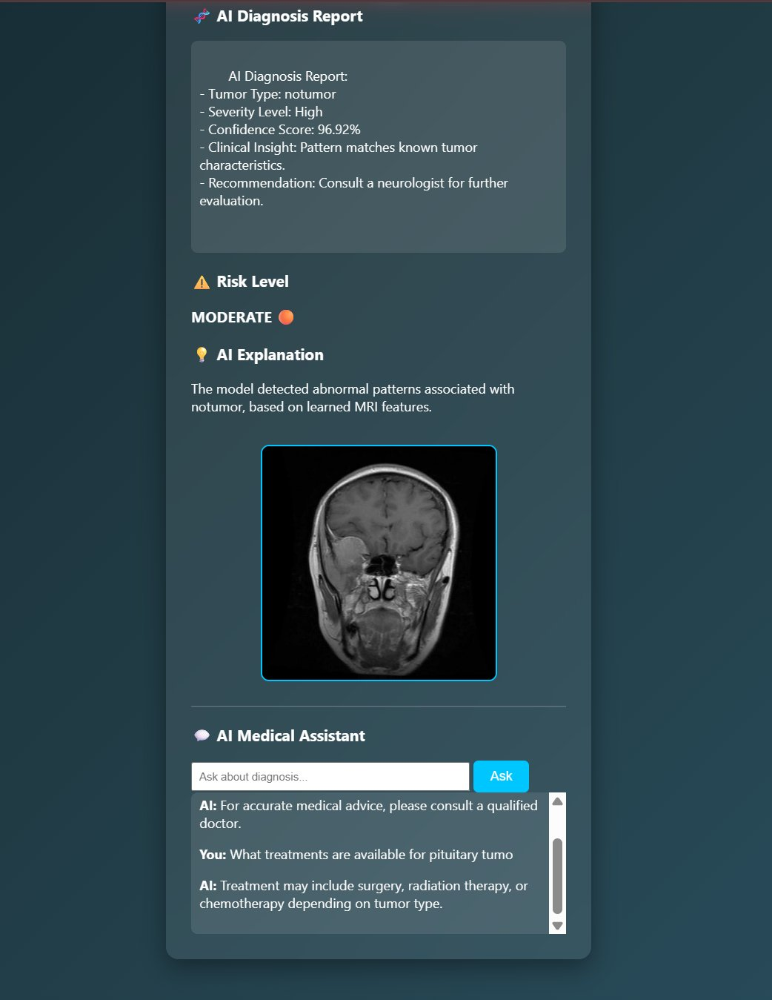 🧬 AI Diagnosis Report
AI Diagnosis Report:
- Tumor Type: notumor
- Severity Level: High
- Confidence Score: 96.92%
- Clinical Insight: Pattern matches known tumor
characteristics.
- Recommendation: Consult a neurologist for further
evaluation.
⚠️ Risk Level
MODERATE 🟠
💡 AI Explanation
The model detected abnormal patterns associated with
notumor, based on learned MRI features.
💬 AI Medical Assistant
Ask about diagnosis...
Ask
AI: For accurate medical advice, please consult a qualified
doctor.
You: What treatments are available for pituitary tumo
AI: Treatment may include surgery, radiation therapy, or
chemotherapy depending on tumor type.